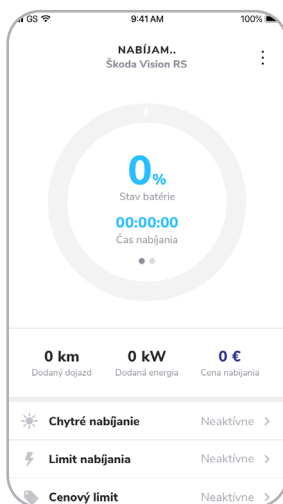 GS 9:41 AM 100%
NABÍJAM..
Škoda Vision RS
0%
Stav batérie
00:00:00
Čas nabíjania
0 km 0 kW 0 €
Dodaný dojazd Dodaná energia Cena nabijania
Chytré nabíjanie Neaktívne
Limit nabíjania Neaktívne
Cenový limit Neaktívne